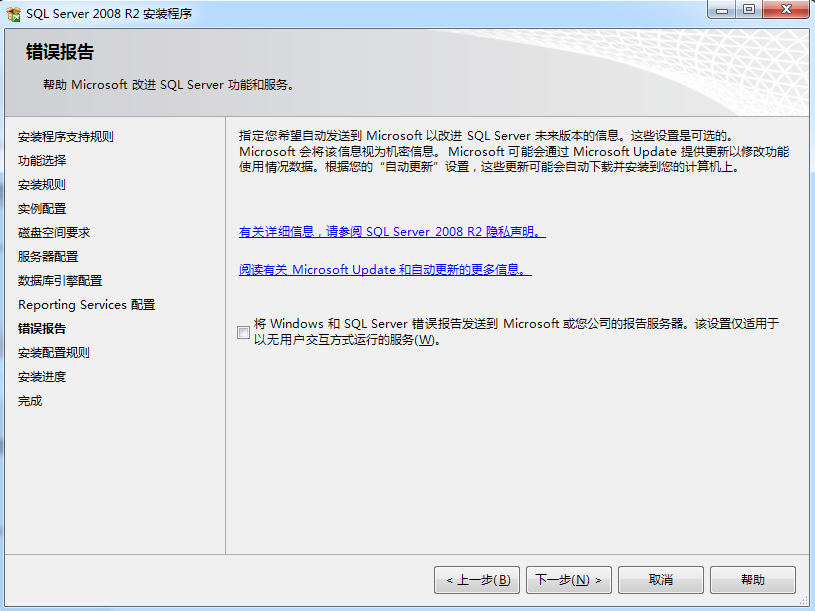 SQL Server 2008 R2 安装程序
错误报告
帮助 Microsoft 改进 SQL Server 功能和服务。
安装程序支持规则
功能选择
安装规则
实例配置
磁盘空间要求
服务器配置
数据库引擎配置
Reporting Services 配置
错误报告
安装配置规则
安装进度
完成
指定您希望自动发送到 Microsoft 以改进 SQL Server 未来版本的信息。这些设置是可选的。
Microsoft 会将该信息视为机密信息。 Microsoft 可能会通过 Microsoft Update 提供更新以修改功能
使用情况数据。根据您的“自动更新”设置，这些更新可能会自动下载并安装到您的计算机上。
有关详细信息，请参阅 SQL Server 2008 R2 隐私声明。
阅读有关 Microsoft Update 和自动更新的更多信息。
将 Windows 和 SQL Server 错误报告发送到 Microsoft 或您公司的报告服务器。该设置仅适用于
以无用户交互方式运行的服务(W)。
< 上一步(B)
下一步(N) >
取消
帮助